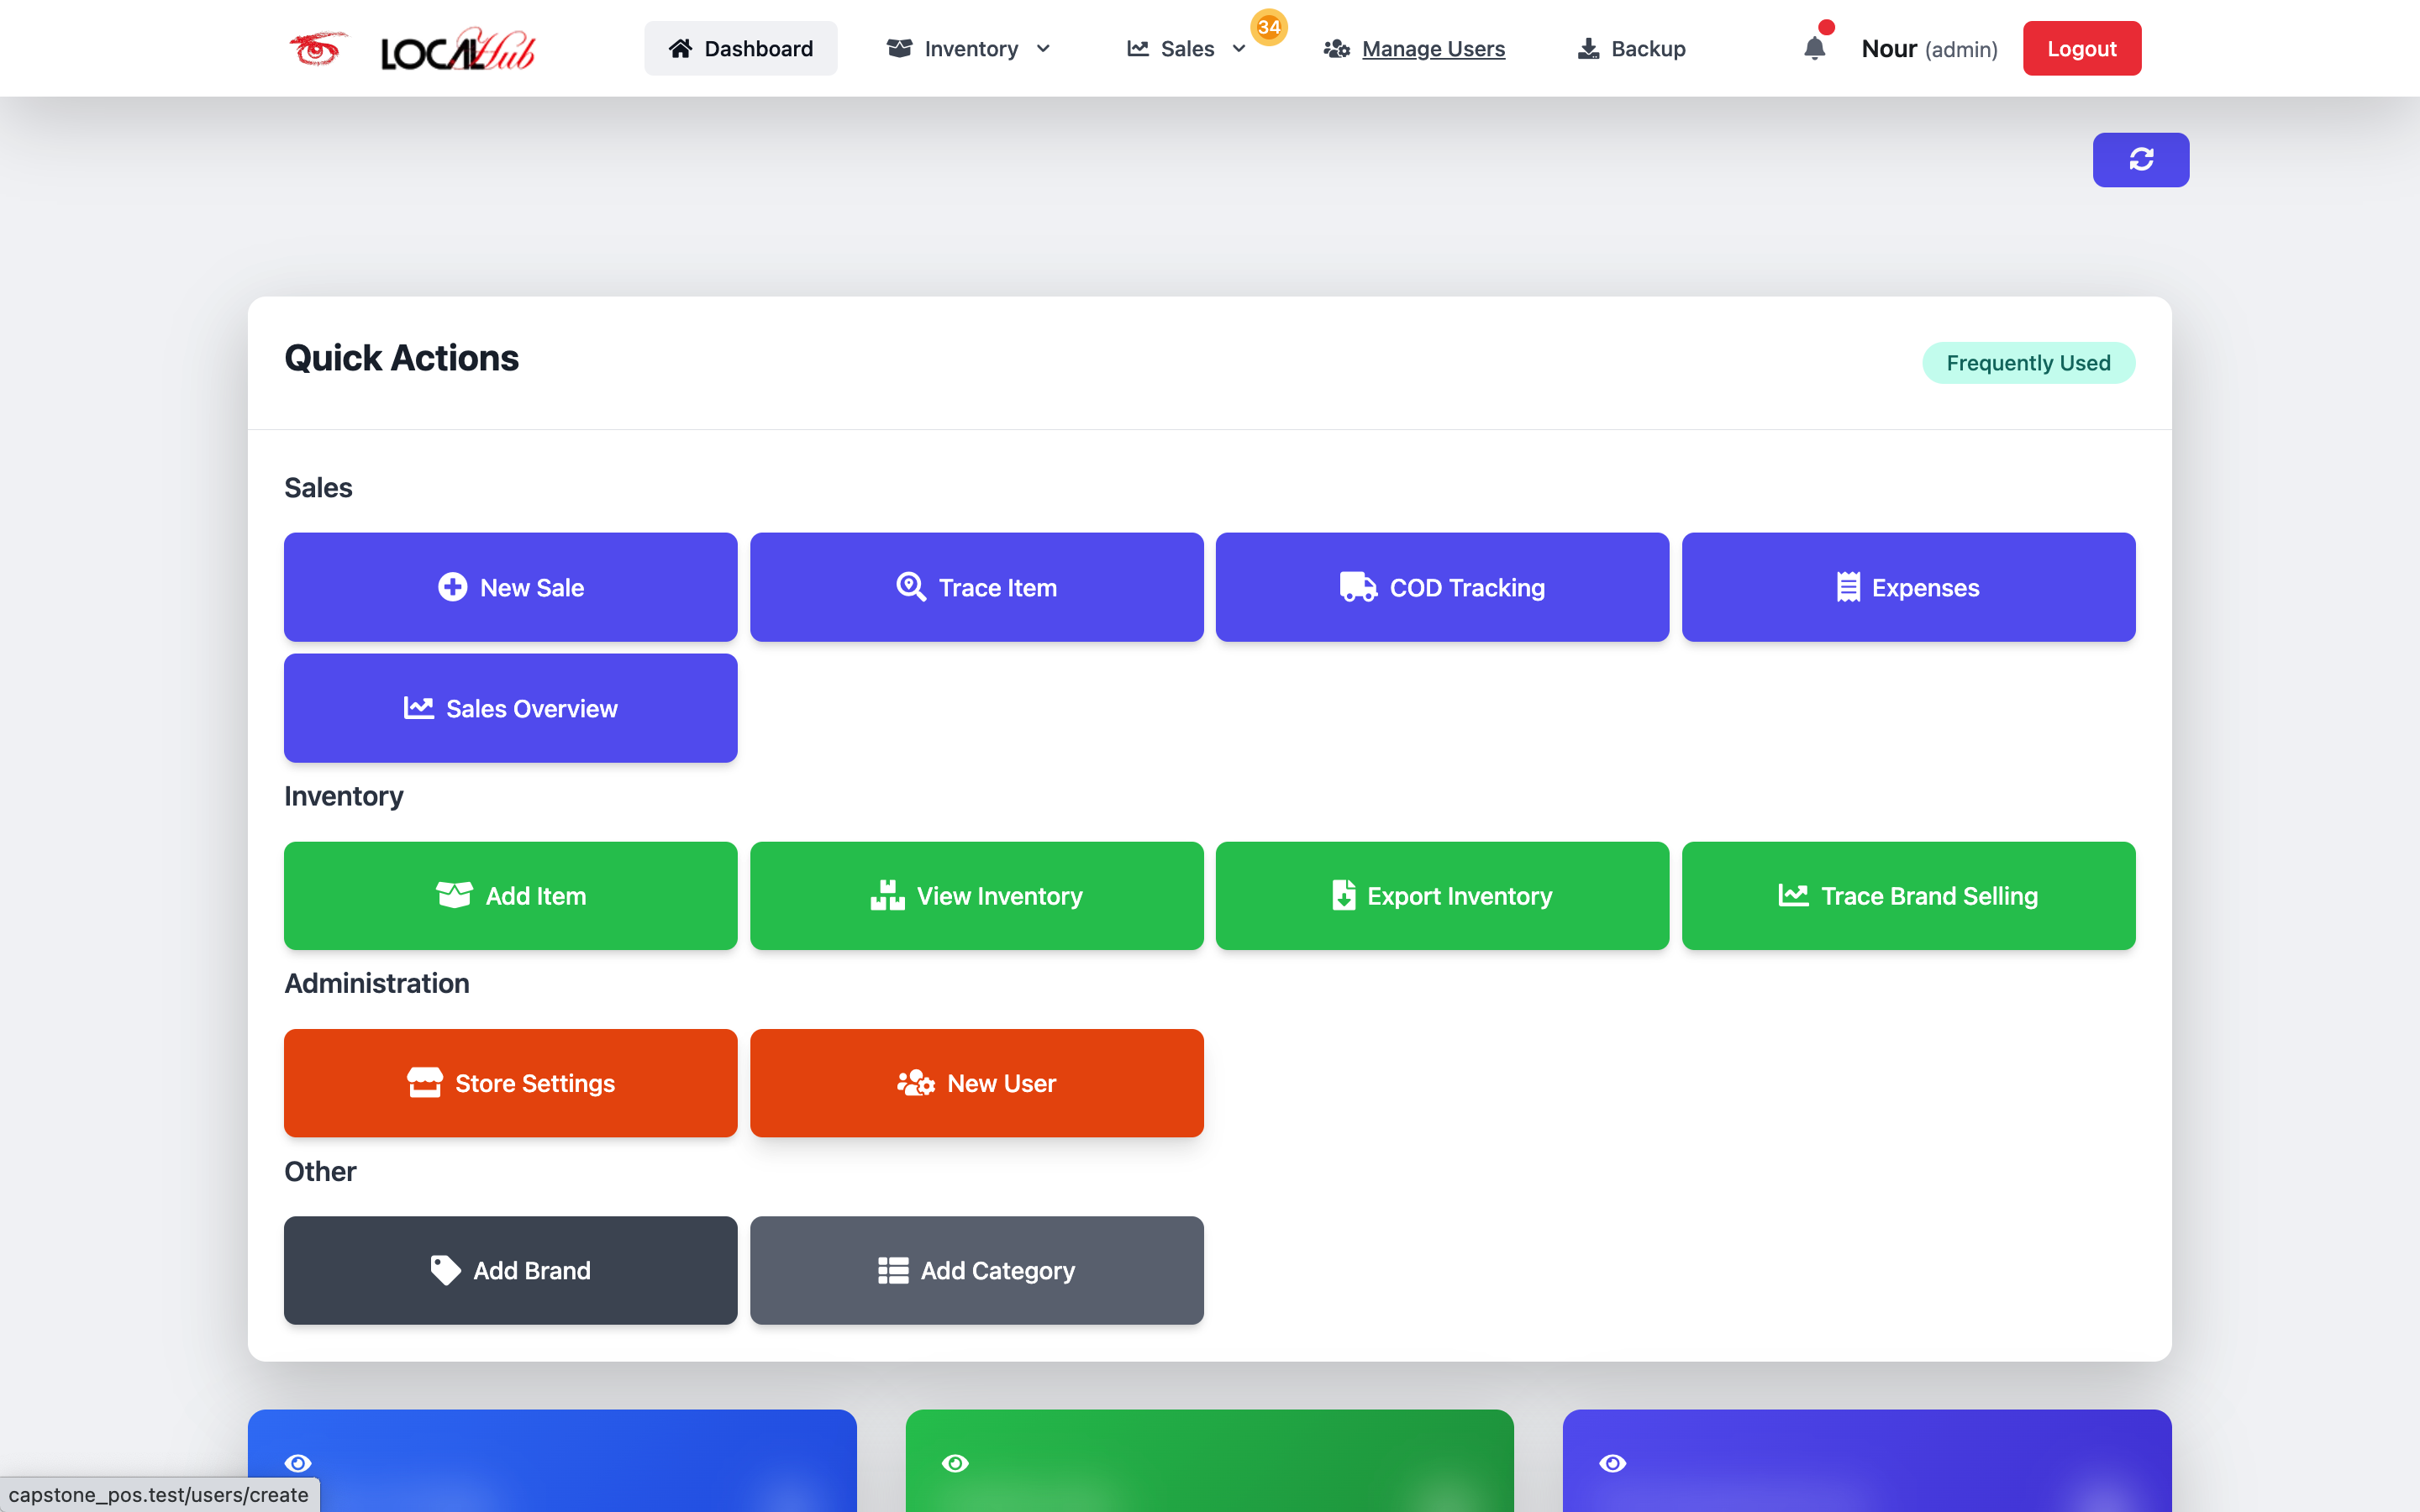 LOCALHub
Dashboard
Inventory
Sales
34
Manage Users
Backup
Nour (admin)
Logout
Quick Actions
Frequently Used
Sales
New Sale
Trace Item
COD Tracking
Expenses
Sales Overview
Inventory
Add Item
View Inventory
Export Inventory
Trace Brand Selling
Administration
Store Settings
New User
Other
Add Brand
Add Category
capstone_pos.test/users/create